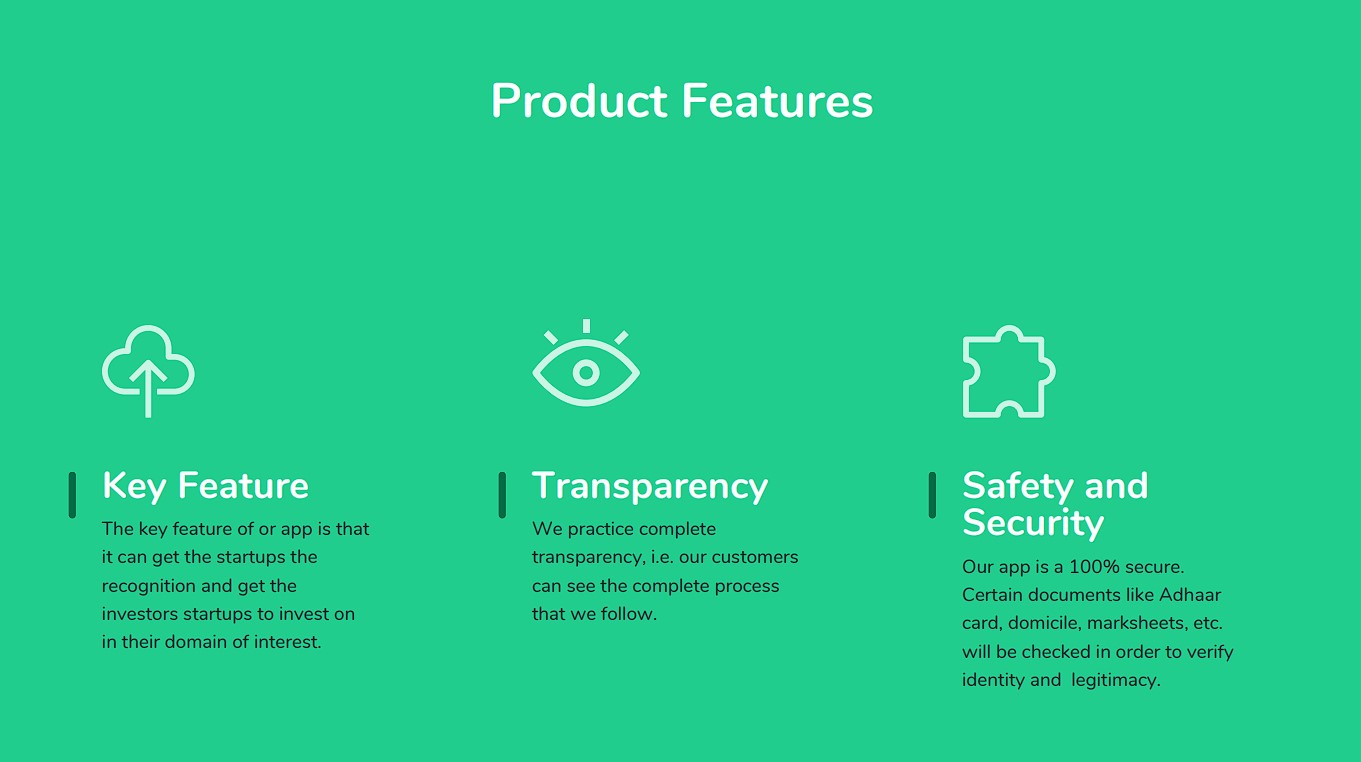 Product Features
Key Feature
The key feature of or app is that
it can get the startups the
recognition and get the
investors startups to invest on
in their domain of interest.
Transparency
We practice complete
transparency, i.e. our customers
can see the complete process
that we follow.
Safety and
Security
Our app is a 100% secure.
Certain documents like Adhaar
card, domicile, marksheets, etc.
will be checked in order to verify
identity and  legitimacy.